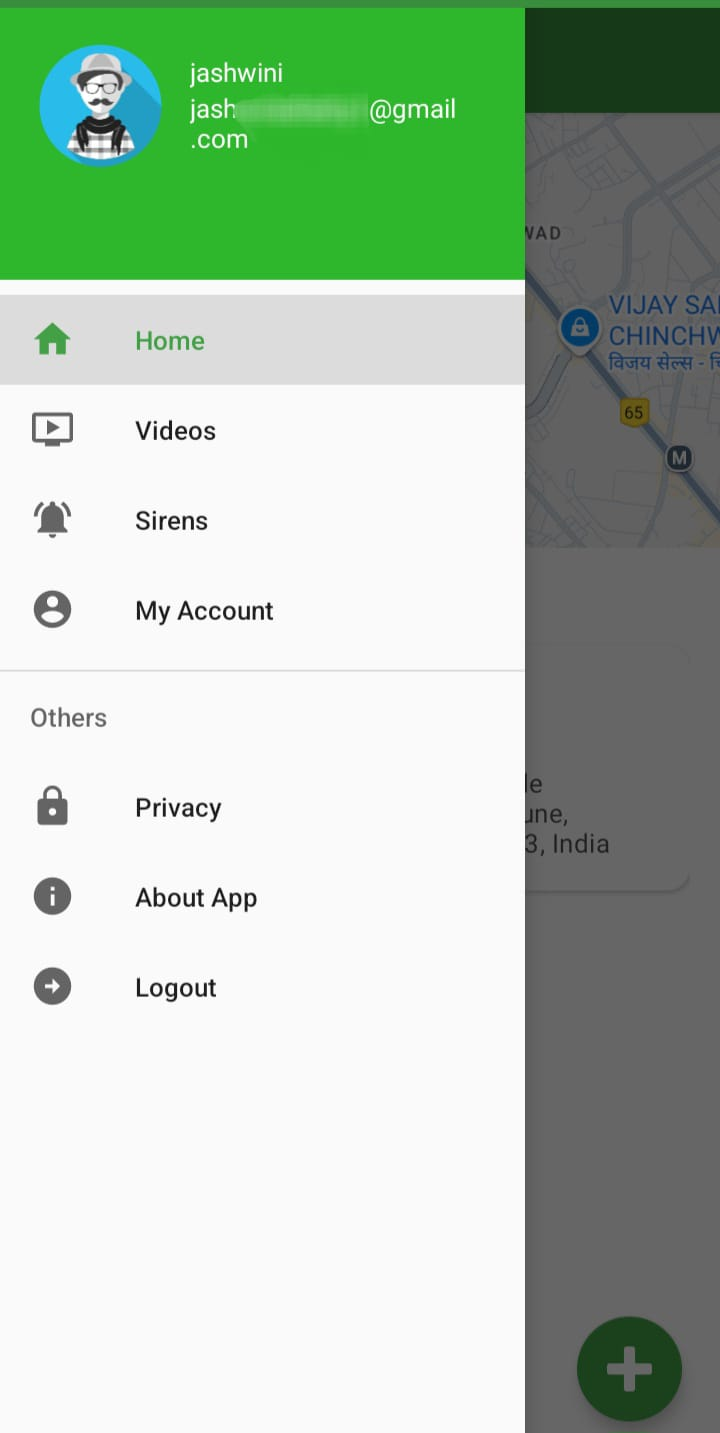 jashwini
jash @gmail
.com
WAD
VIJAY SA
CHINCHW
विजय सेल्स -
65
M
Home
Videos
Sirens
My Account
Others
le
une,
3, India
Privacy
About App
Logout